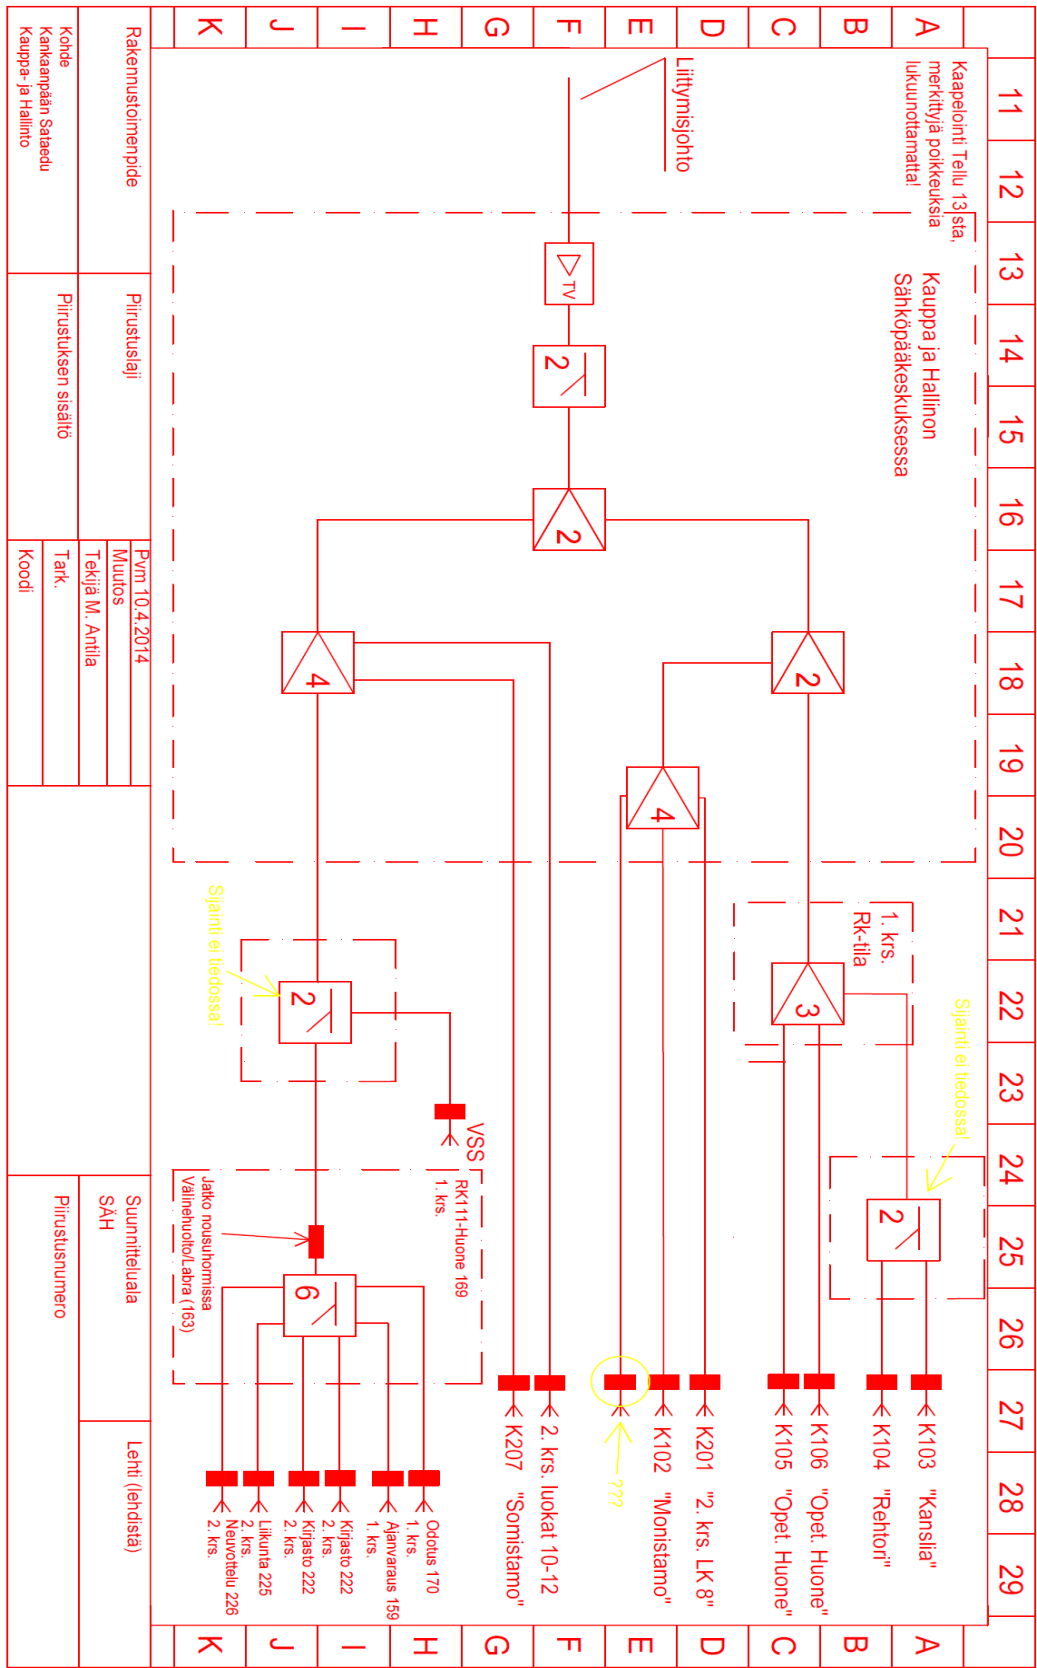 11 12 13 14 15 16 17 18 19 20 21 22 23 24 25 26 27 28 29
A
B
C
D
E
F
G
H
I
J
K
A
B
C
D
E
F
G
H
I
J
K
Kaapelointi Tellu 13 sta,
merkittyjä poikkeuksia
lukuunottamatta!
Liittymisjohto
Kauppa ja Hallinon
Sähköpääkeskuksessa
TV
2
2
2
4
4
1. krs.
Rk-tila
3
Sijainti ei tiedossa!
2
K103 "Kanslia"
K104 "Rehtori"
K106 "Opet. Huone"
K105 "Opet. Huone"
K201 "2. krs. LK 8"
K102 "Monistamo"
???
2. krs. luokat 10-12
K207 "Somistamo"
Sijainti ei tiedossa!
2
VSS
RK111-Huone 169
1. krs.
Jatko nousuhormissa
Välinehuolto/Labra (163)
6
Odotus 170
1. krs.
Ajanvaraus 159
1. krs.
Kirjasto 222
2. krs.
Kirjasto 222
2. krs.
Liikunta 225
2. krs.
Neuvottelu 226
2. krs.
Rakennustoimenpide
Kohde
Kankaanpään Sataedu
Kauppa- ja Hallinto
Piirustuslaji
Piirustuksen sisältö
Pvm 10.4.2014
Muutos
Tekijä M. Antila
Tark.
Koodi
Suunnitteluala
SÄH
Piirustusnumero
Lehti (lehdistä)